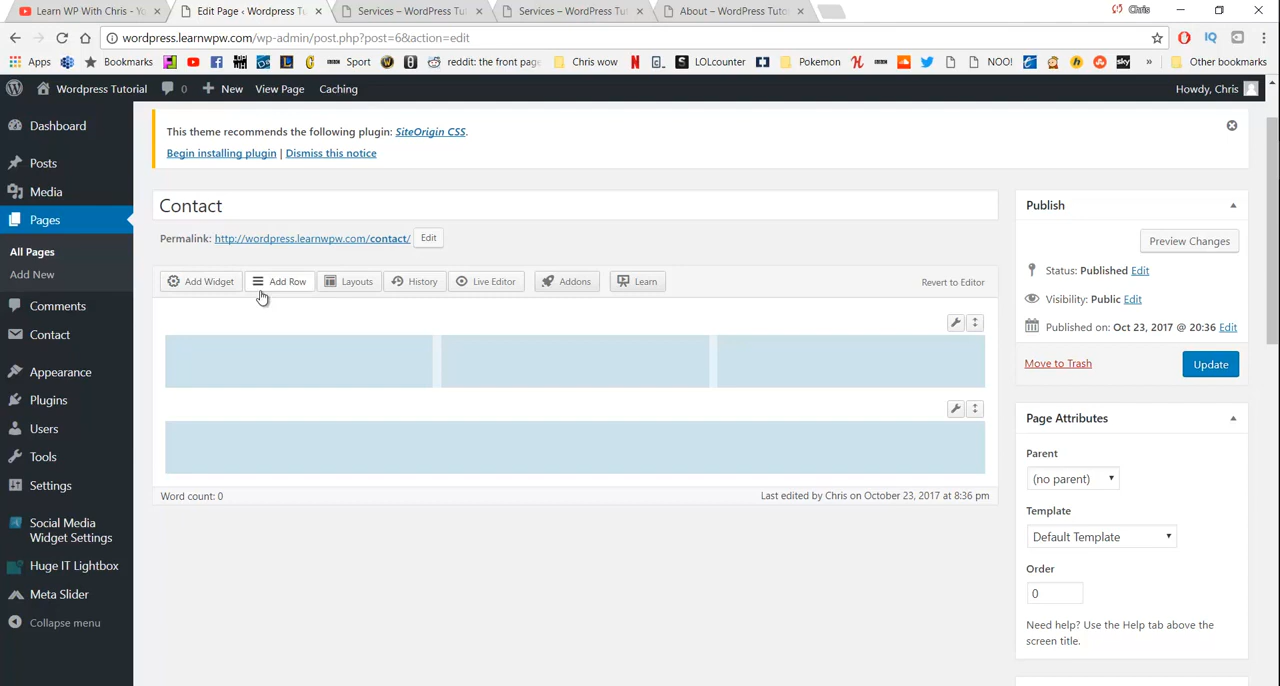 Learn WP With Chris - Yo
Edit Page ‹ Wordpress Tu
Services – WordPress Tut
Services – WordPress Tut
About – WordPress Tutor
Chris
wordpress.learnwpw.com/wp-admin/post.php?post=6&action=edit
Apps
Bookmarks
Sport
reddit: the front page
Chris wow
LOLcounter
Pokemon
NOO!
sky
»
Other bookmarks
Wordpress Tutorial
0
New
View Page
Caching
Howdy, Chris
Dashboard
Posts
Media
Pages
All Pages
Add New
Comments
Contact
Appearance
Plugins
Users
Tools
Settings
Social Media
Widget Settings
Huge IT Lightbox
Meta Slider
Collapse menu
This theme recommends the following plugin: SiteOrigin CSS.
Begin installing plugin | Dismiss this notice
Contact
Permalink: http://wordpress.learnwpw.com/contact/ Edit
Add Widget
Add Row
Layouts
History
Live Editor
Addons
Learn
Revert to Editor
Word count: 0
Last edited by Chris on October 23, 2017 at 8:36 pm
Publish
Preview Changes
Status: Published Edit
Visibility: Public Edit
Published on: Oct 23, 2017 @ 20:36 Edit
Move to Trash
Update
Page Attributes
Parent
(no parent)
Template
Default Template
Order
0
Need help? Use the Help tab above the
screen title.